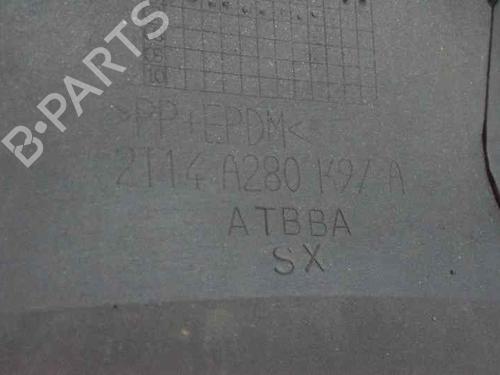 B-PARTS
>PP+EPDM<
2T14 A280 K97 A
ATBBA
SX